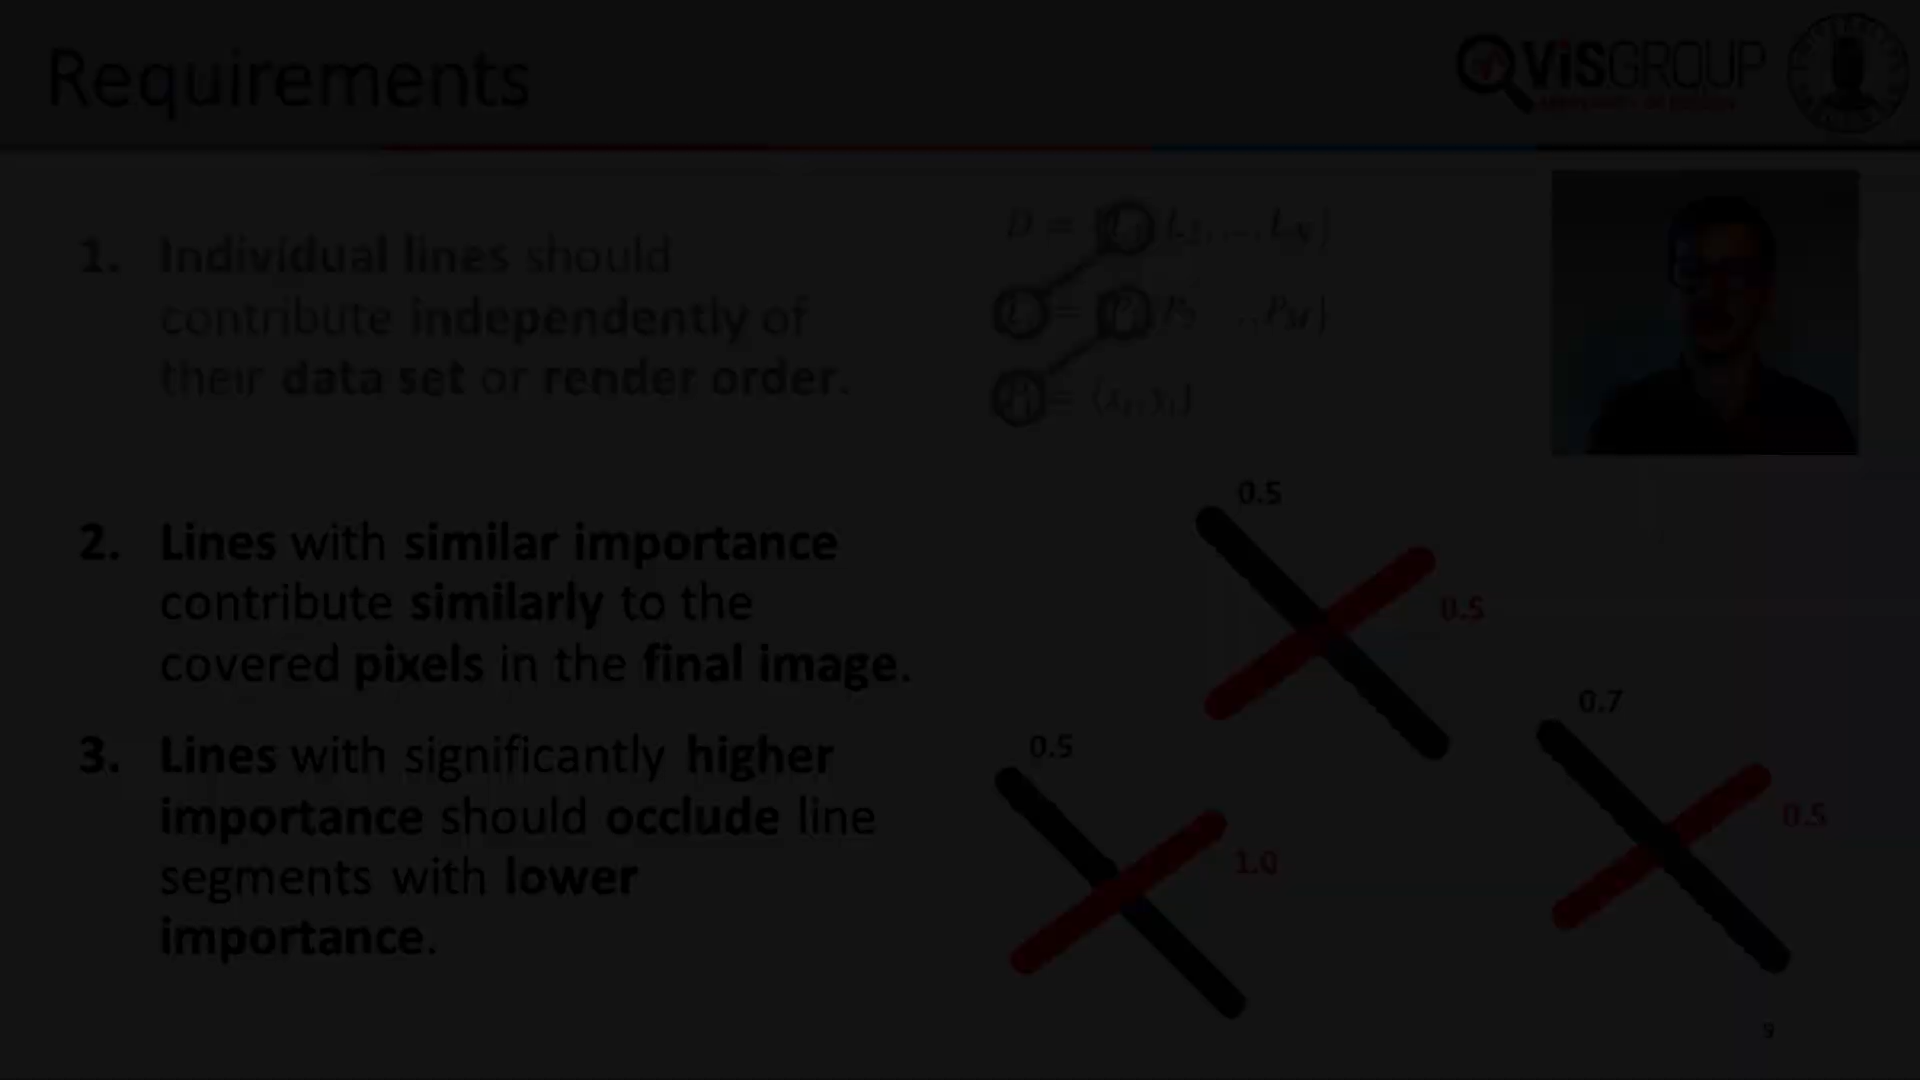 Requirements
VISGROUP
1. Individual lines should
contribute independently of
their data set or render order.
2. Lines with similar importance
contribute similarly to the
covered pixels in the final image.
3. Lines with significantly higher
importance should occlude line
segments with lower
importance.
0.5
0.5
0.5
1.0
0.7
0.5
9